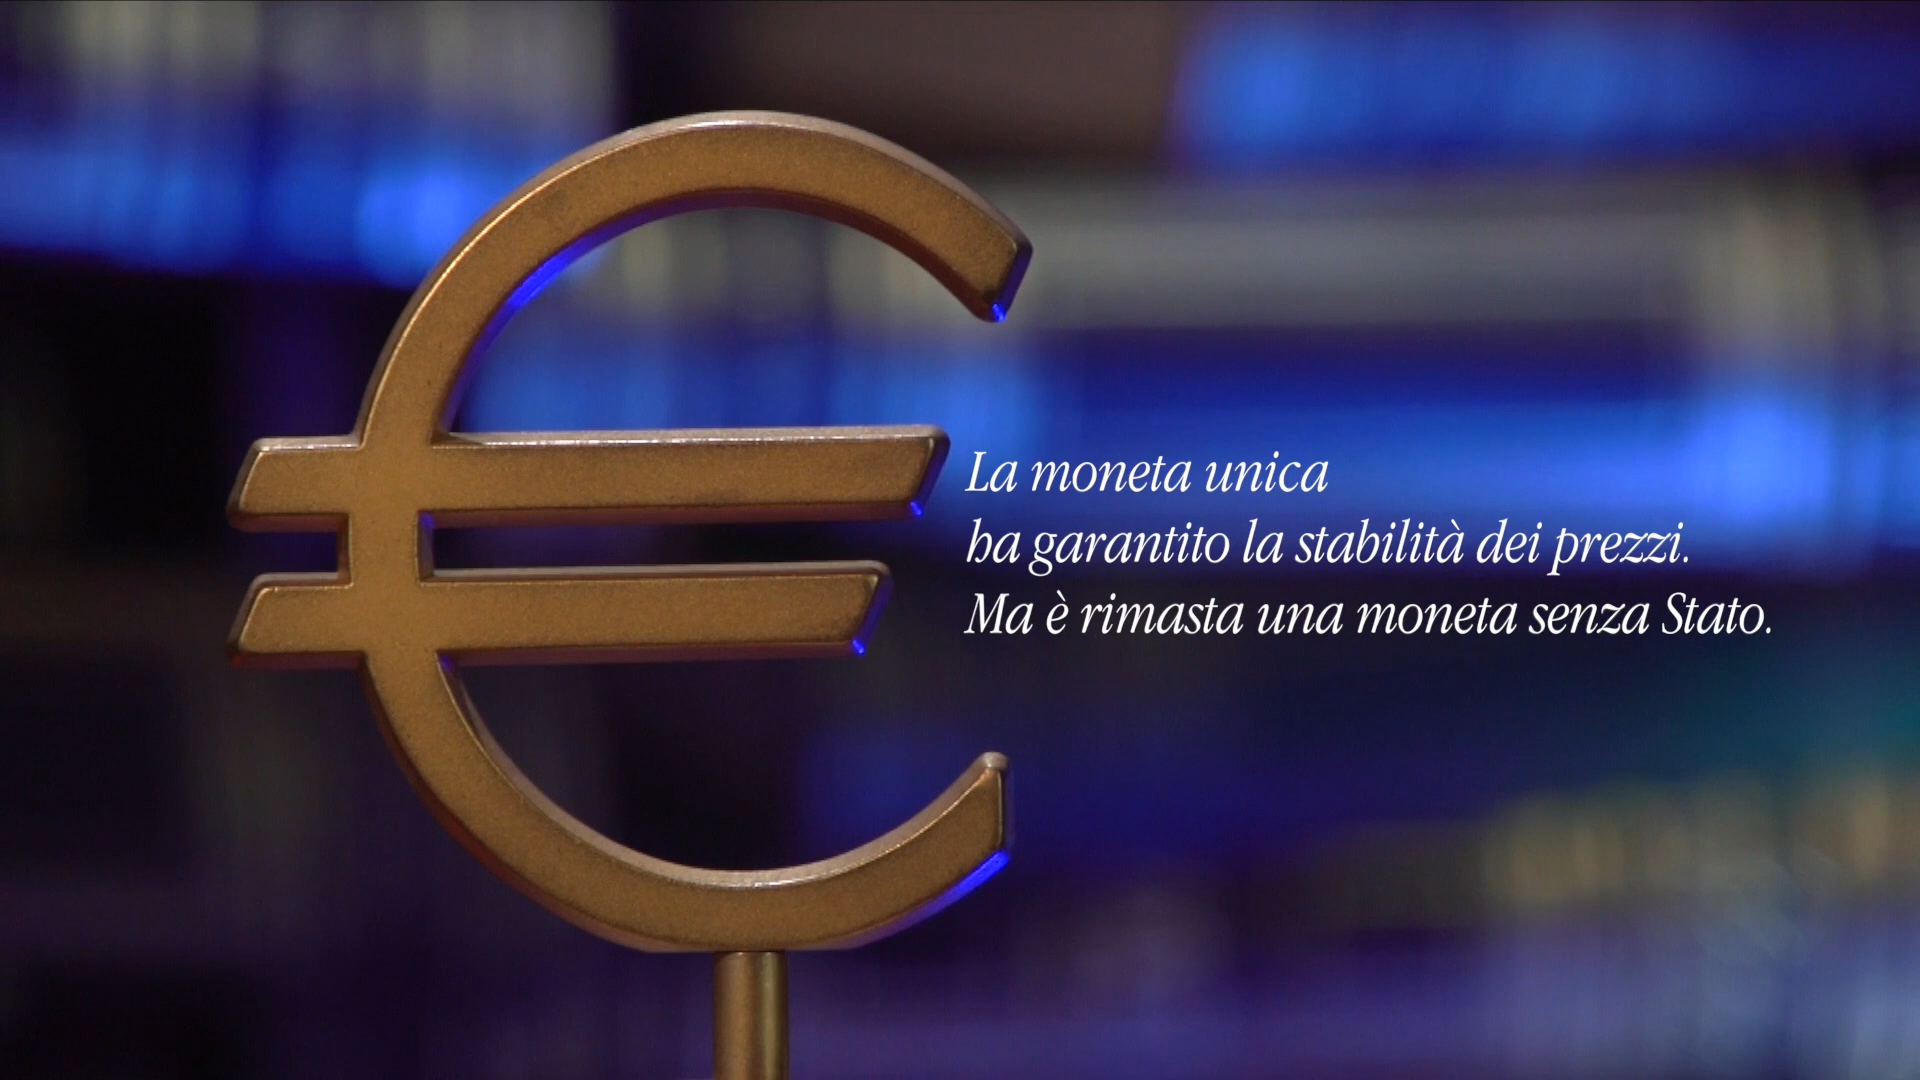 La moneta unica
ha garantito la stabilità dei prezzi.
Ma è rimasta una moneta senza Stato.